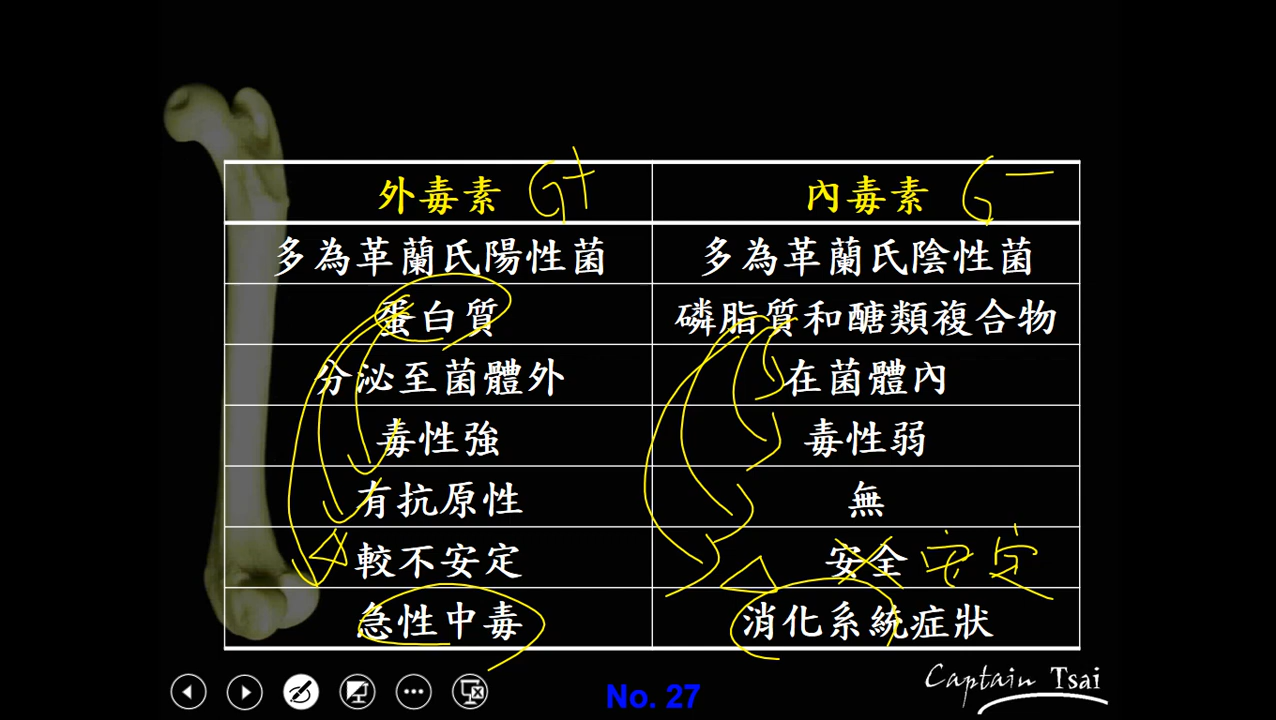 外毒素 G+ 內毒素 G-
多為革蘭氏陽性菌 多為革蘭氏陰性菌
蛋白質 磷脂質和醣類複合物
分泌至菌體外 在菌體內
毒性強 毒性弱
有抗原性 無
較不安定 安全 安定
急性中毒 消化系統症狀
Captain Tsai
No. 27